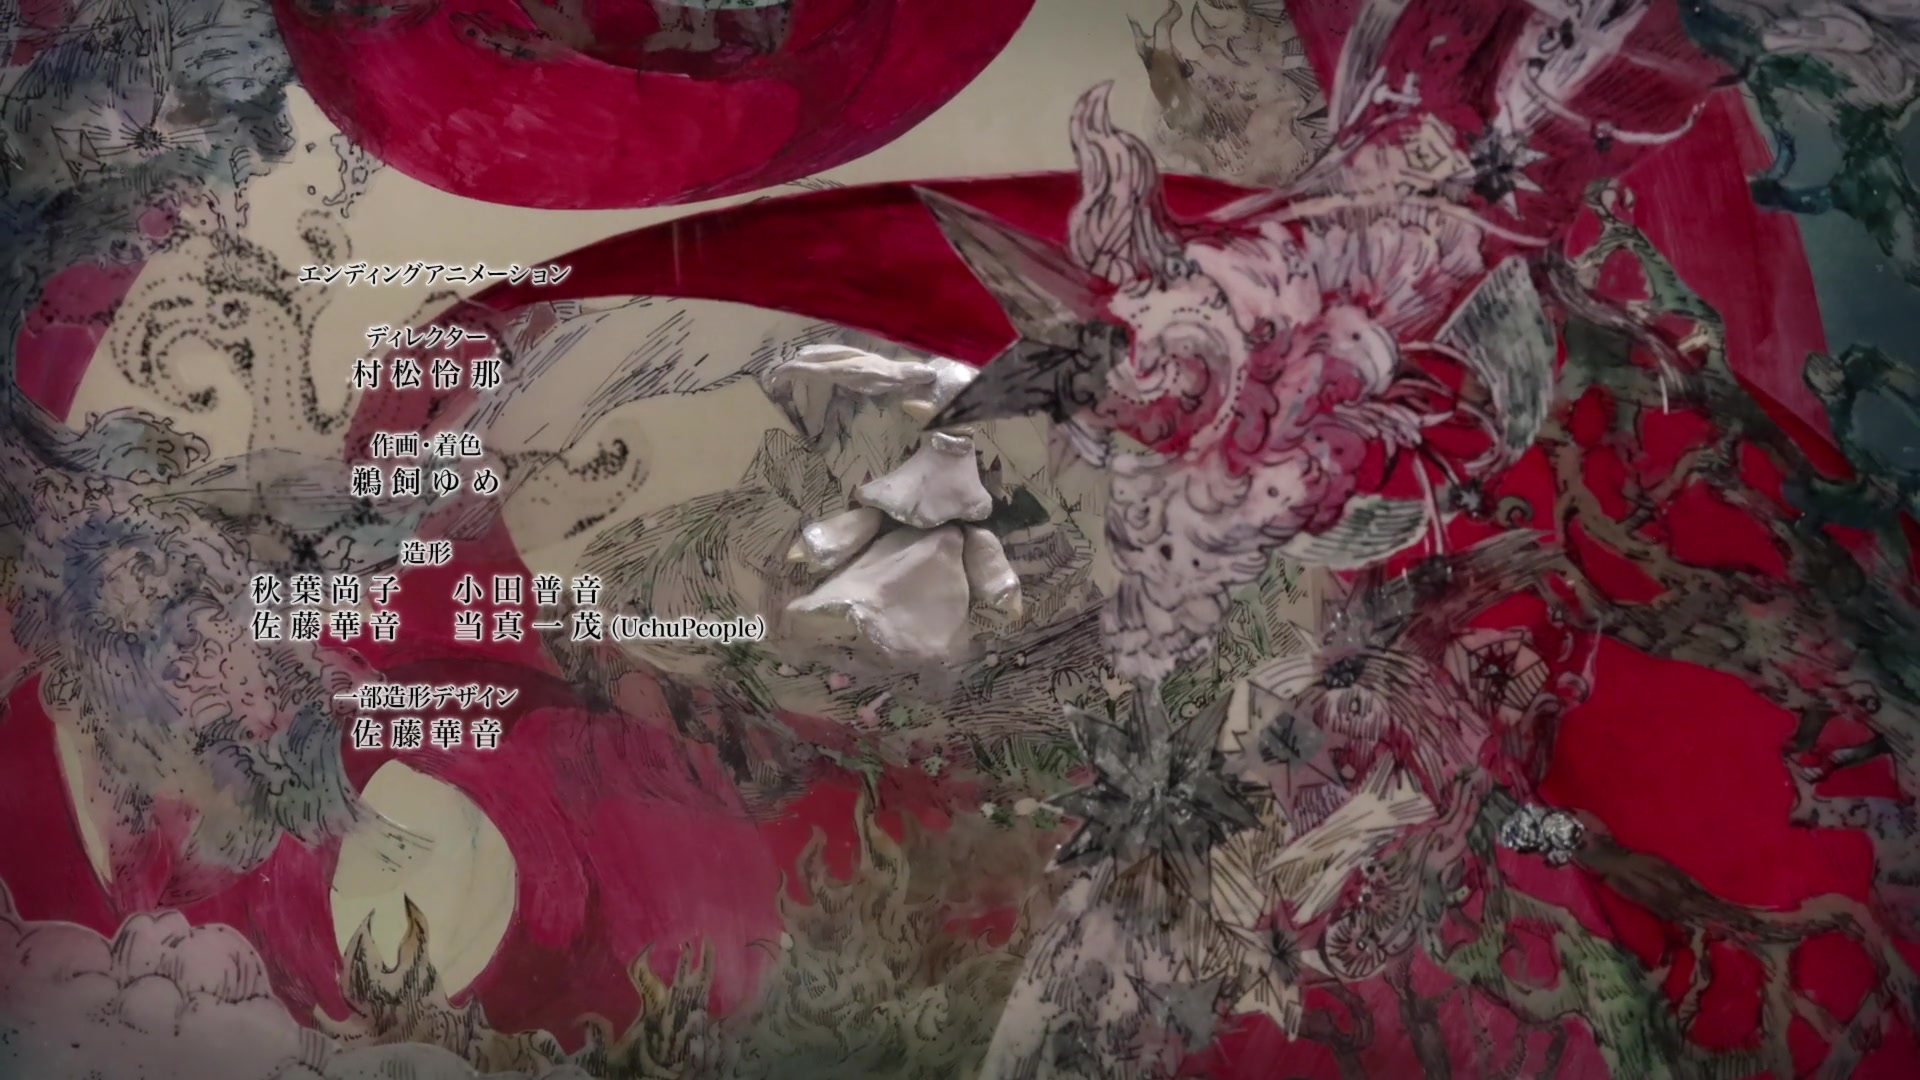 エンディングアニメーション
ディレクター
村松怜那
作画・着色
鵜飼ゆめ
造形
秋葉尚子　小田普音
佐藤華音　当真一茂(UchuPeople)
一部造形デザイン
佐藤華音